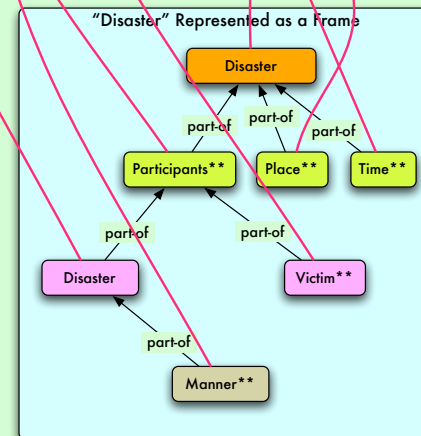 “Disaster” Represented as a Frame
Disaster
part-of
part-of
part-of
Participants**
Place**
Time**
part-of
part-of
Disaster
Victim**
part-of
Manner**